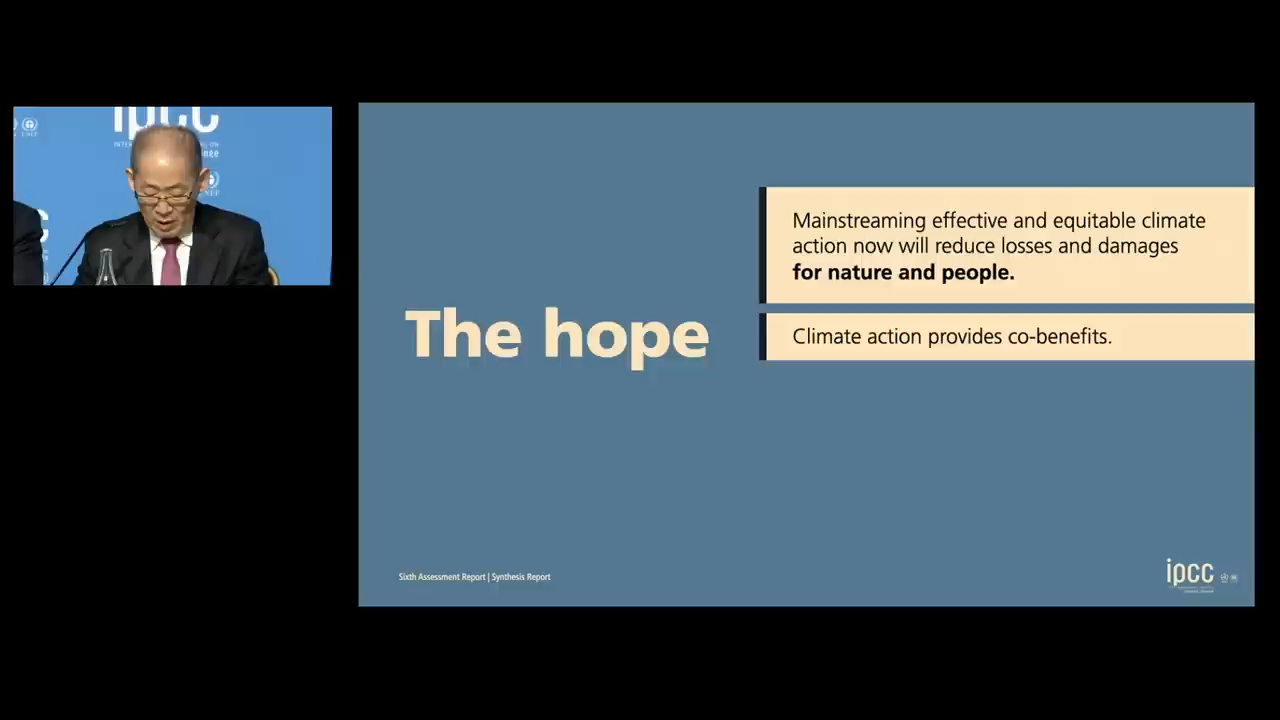 ipcc
The hope
Mainstreaming effective and equitable climate
action now will reduce losses and damages
for nature and people.
Climate action provides co-benefits.
Sixth Assessment Report | Synthesis Report
ipcc